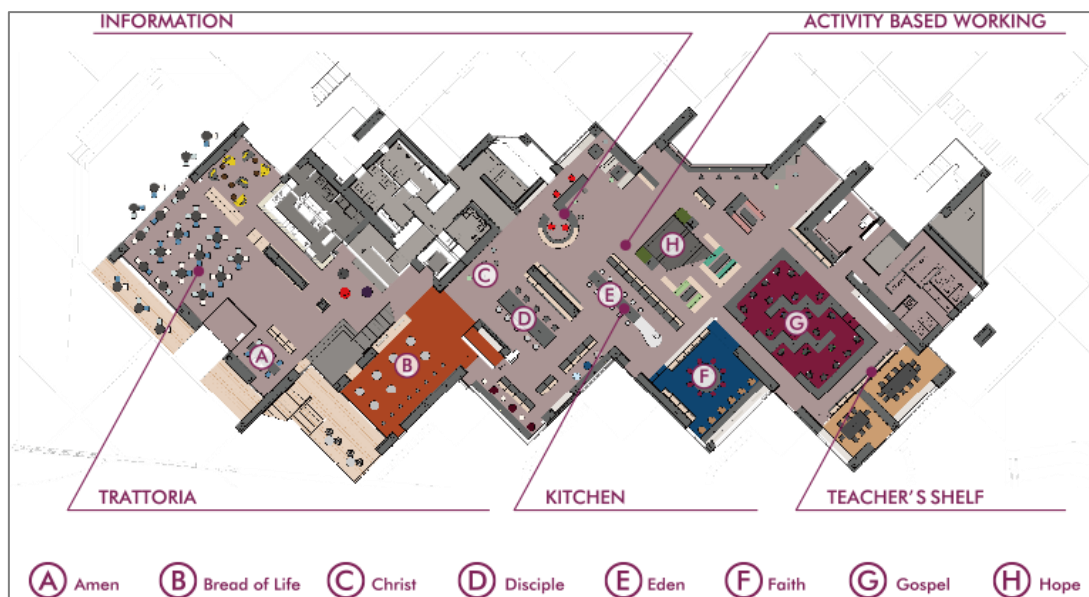 INFORMATION
ACTIVITY BASED WORKING
H
C
E
D
G
A
B
F
TRATTORIA
KITCHEN
TEACHER'S SHELF
A Amen
B Bread of Life
C Christ
D Disciple
E Eden
F Faith
G Gospel
H Hope